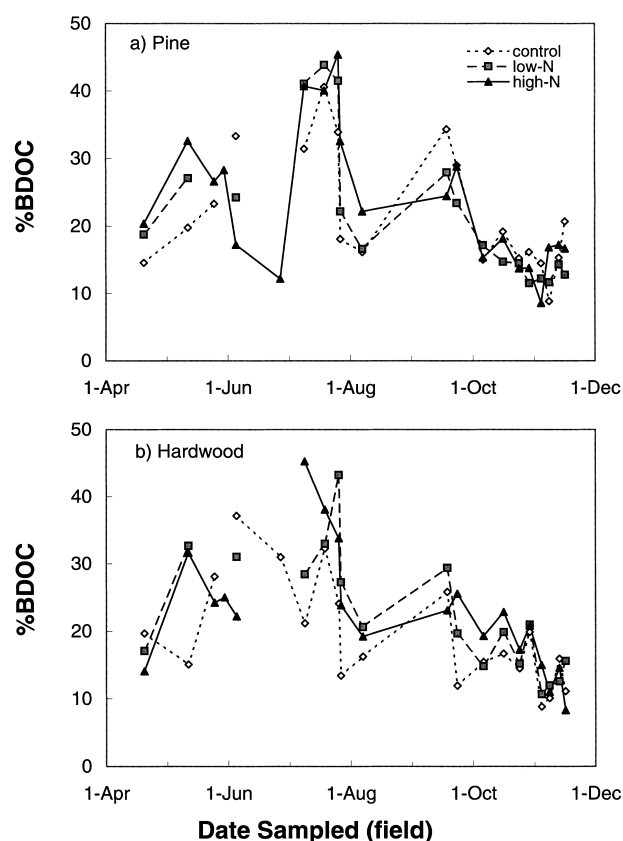 50
a) Pine
control
low-N
high-N
40
30
%BDOC
20
10
0
1-Apr 1-Jun 1-Aug 1-Oct 1-Dec
50
b) Hardwood
40
30
%BDOC
20
10
0
1-Apr 1-Jun 1-Aug 1-Oct 1-Dec
Date Sampled (field)